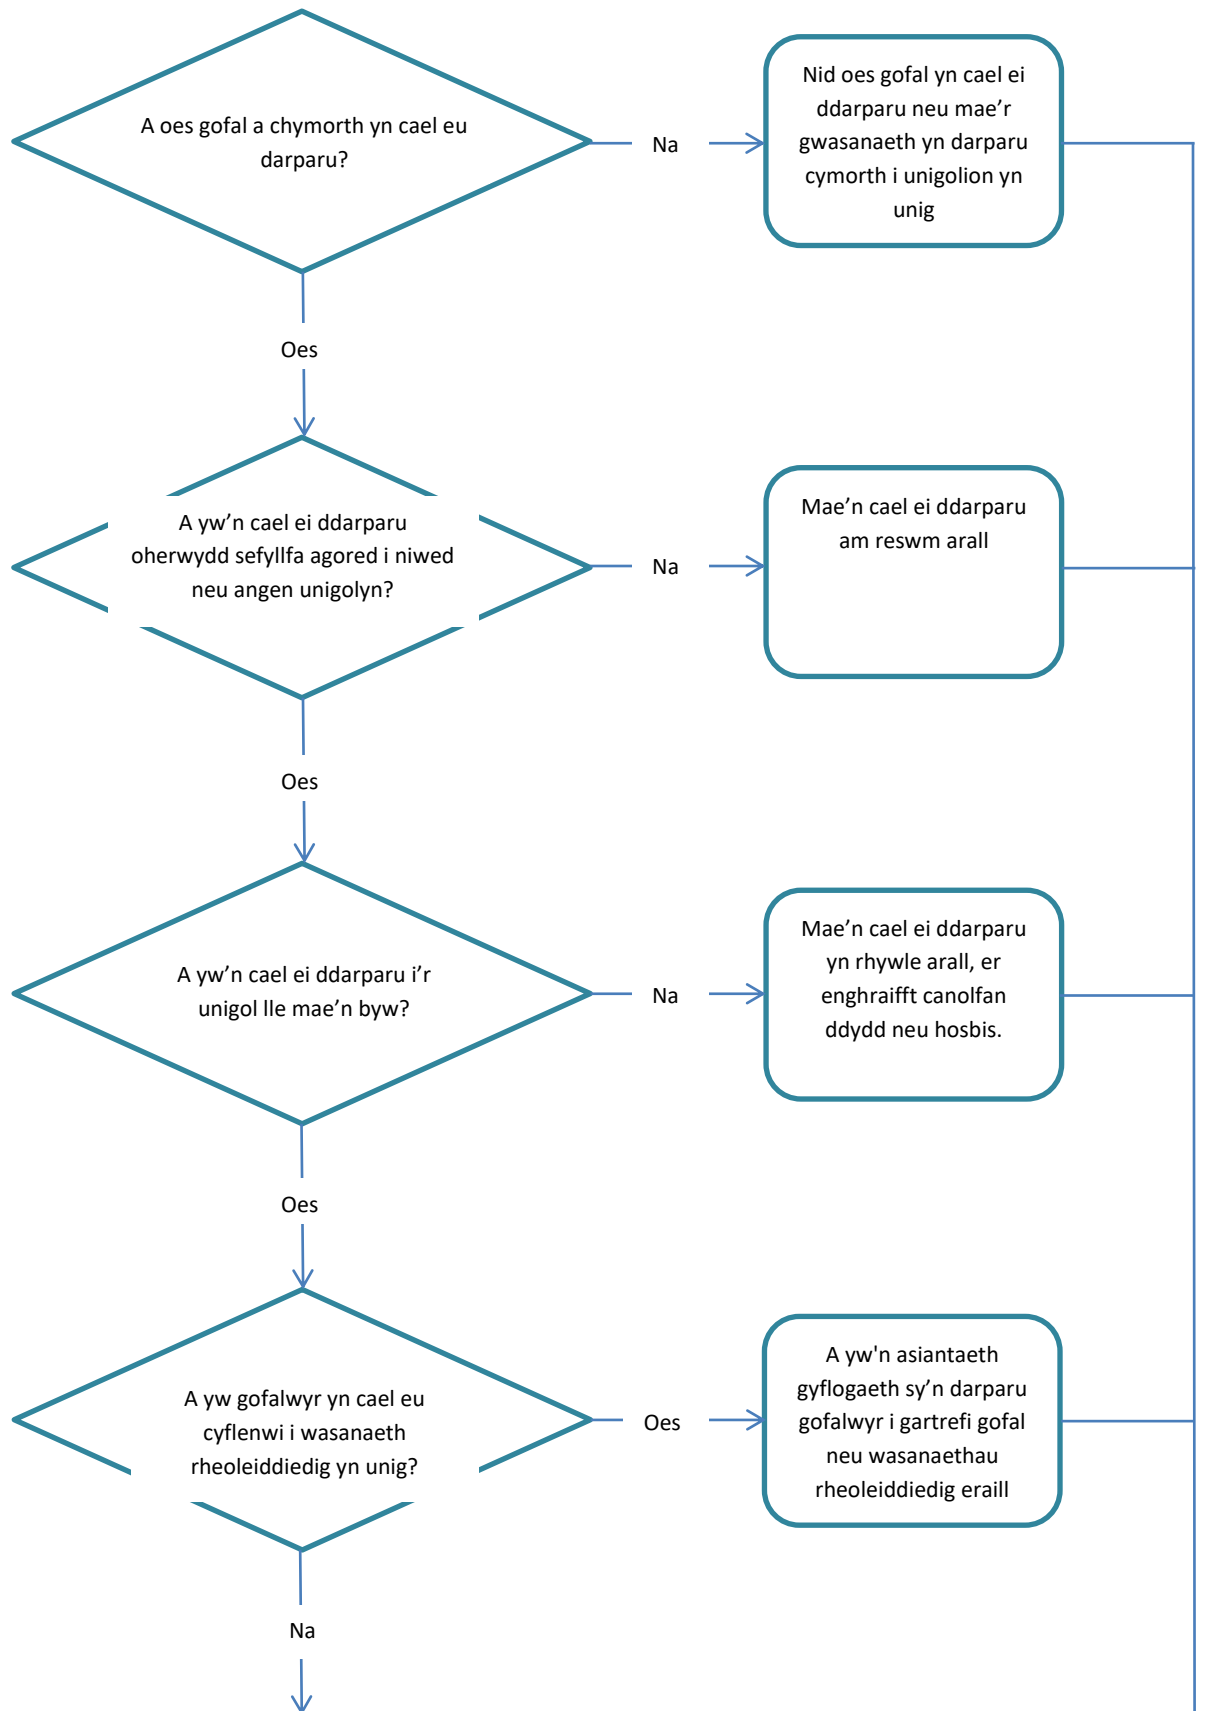 A oes gofal a chymorth yn cael eu
darparu?
Na
Nid oes gofal yn cael ei
ddarparu neu mae’r
gwasanaeth yn darparu
cymorth i unigolion yn
unig
Oes
A yw’n cael ei ddarparu
oherwydd sefyllfa agored i niwed
neu angen unigolyn?
Na
Mae’n cael ei ddarparu
am reswm arall
Oes
A yw’n cael ei ddarparu i’r
unigol lle mae’n byw?
Na
Mae’n cael ei ddarparu
yn rhywle arall, er
enghraifft canolfan
ddydd neu hosbis.
Oes
A yw gofalwyr yn cael eu
cyflenwi i wasanaeth
rheoleiddiedig yn unig?
Oes
A yw'n asiantaeth
gyflogaeth sy’n darparu
gofalwyr i gartrefi gofal
neu wasanaethau
rheoleiddiedig eraill
Na